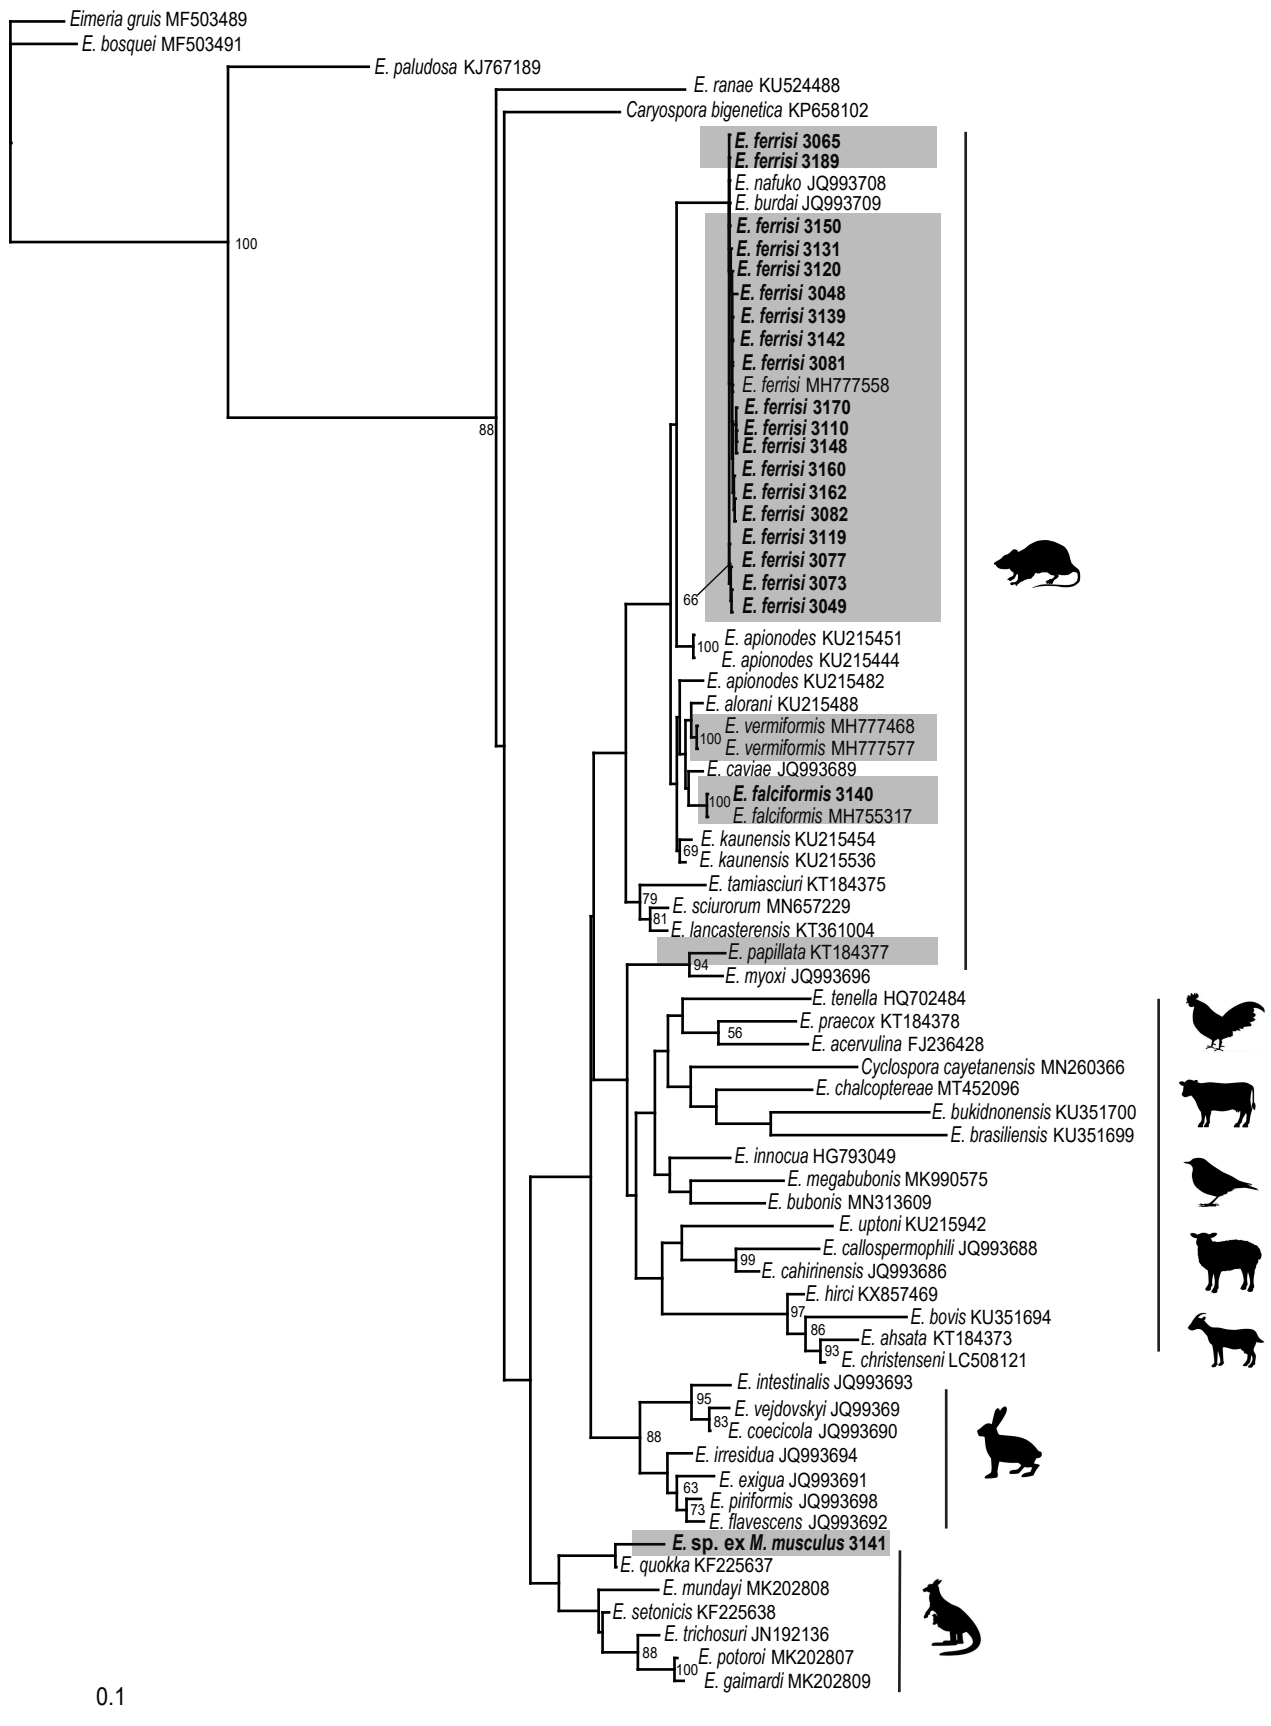 Eimeria gruis MF503489
E. bosquei MF503491
E. paludosa KJ767189
E. ranae KU524488
Caryospora bigenetica KP658102
E. ferrisi 3065
E. ferrisi 3189
E. nafuko JQ993708
E. burdai JQ993709
E. ferrisi 3150
E. ferrisi 3131
100
E. ferrisi 3120
E. ferrisi 3048
E. ferrisi 3139
E. ferrisi 3142
E. ferrisi 3081
E. ferrisi MH777558
E. ferrisi 3170
88
E. ferrisi 3110
E. ferrisi 3148
E. ferrisi 3160
E. ferrisi 3162
E. ferrisi 3082
E. ferrisi 3119
E. ferrisi 3077
E. ferrisi 3073
66
E. ferrisi 3049
E. apionodes KU215451
100
E. apionodes KU215444
E. apionodes KU215482
E. alorani KU215488
E. vermiformis MH777468
100
E. vermiformis MH777577
E. caviae JQ993689
E. falciformis 3140
100
E. falciformis MH755317
E. kaunensis KU215454
69
E. kaunensis KU215536
E. tamiasciuri KT184375
79
E. sciurorum MN657229
81
E. lancasterensis KT361004
E. papillata KT184377
94
E. myoxi JQ993696
E. tenella HQ702484
E. praecox KT184378
56
E. acervulina FJ236428
Cyclospora cayetanensis MN260366
E. chalcoptereae MT452096
E. bukidnonensis KU351700
E. brasiliensis KU351699
E. innocua HG793049
E. megabubonis MK990575
E. bubonis MN313609
E. uptoni KU215942
E. callospermophili JQ993688
99
E. cahirinensis JQ993686
E. hirci KX857469
97
E. bovis KU351694
86
E. ahsata KT184373
93
E. christenseni LC508121
E. intestinalis JQ993693
95
E. vejdovskyi JQ99369
83
E. coecicola JQ993690
88
E. irresidua JQ993694
E. exigua JQ993691
63
E. piriformis JQ993698
73
E. flavescens JQ993692
E. sp. ex M. musculus 3141
E. quokka KF225637
E. mundayi MK202808
E. setonicis KF225638
E. trichosuri JN192136
88
E. potoroi MK202807
100
E. gaimardi MK202809
0.1